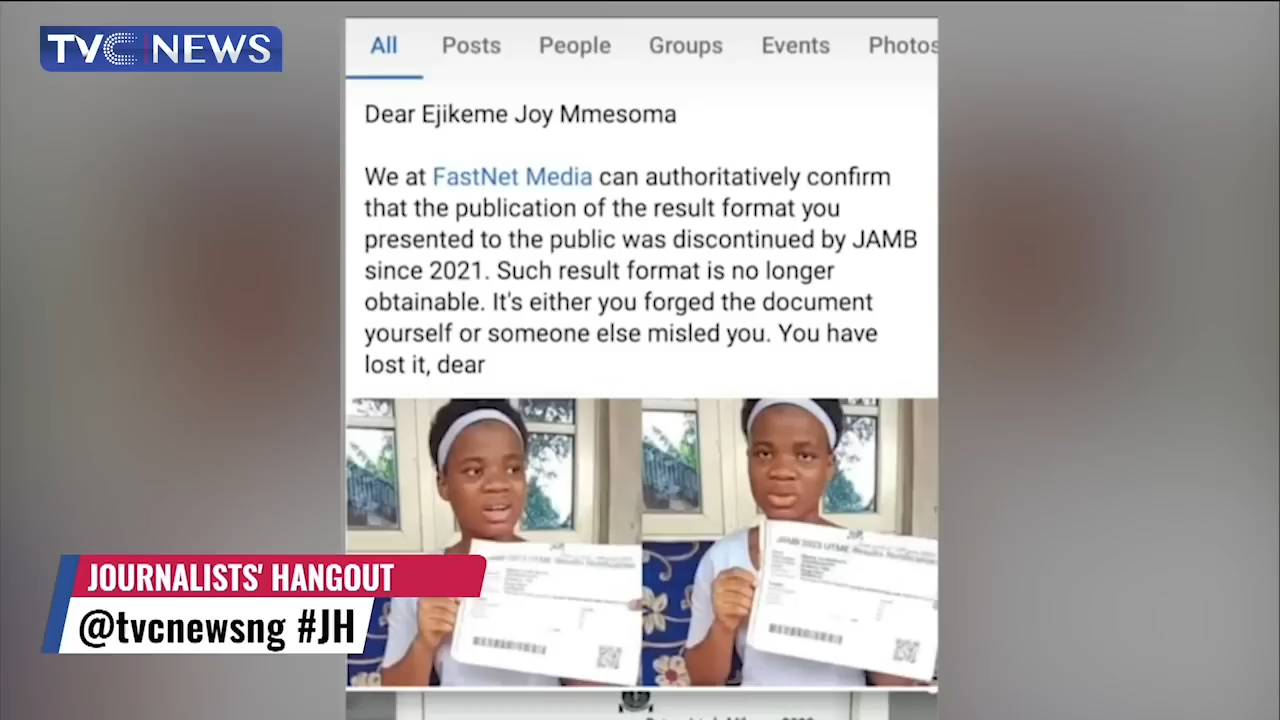 TVC NEWS
All Posts People Groups Events Photos
Dear Ejikeme Joy Mmesoma
We at FastNet Media can authoritatively confirm
that the publication of the result format you
presented to the public was discontinued by JAMB
since 2021. Such result format is no longer
obtainable. It's either you forged the document
yourself or someone else misled you. You have
lost it, dear
JAMB 2023 UTME Results
JOURNALISTS' HANGOUT
@tvcnewsng #JH